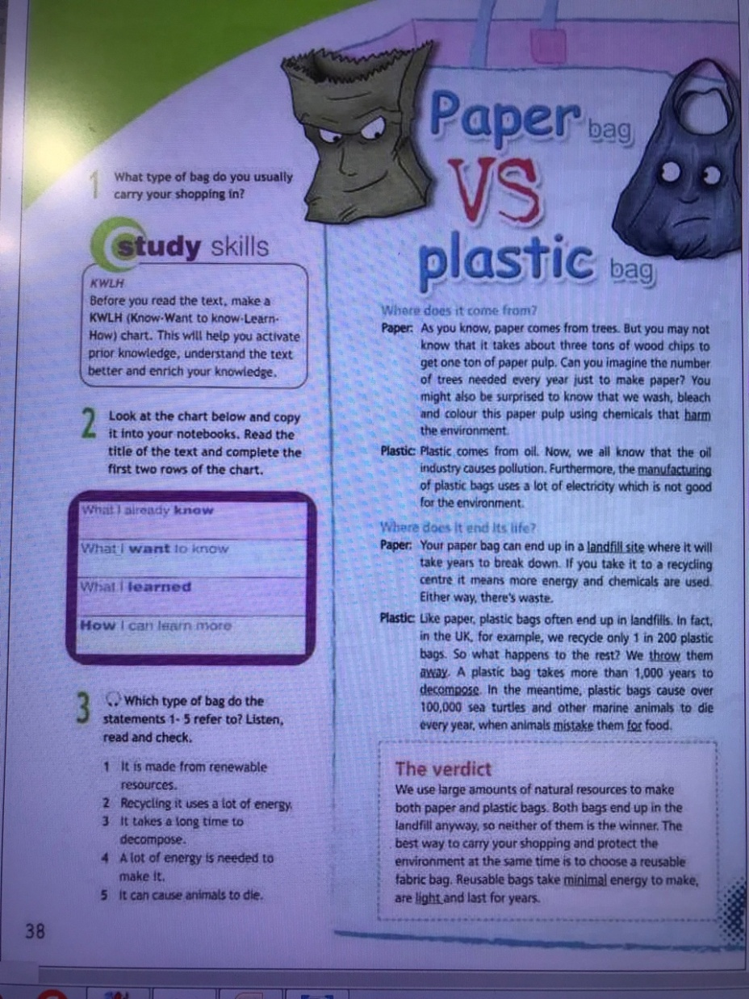 Paper bag
VS
plastic bag
1 What type of bag do you usually
carry your shopping in?
study skills
KWLH
Before you read the text, make a
KWLH (Know-Want to know-Learn-
How) chart. This will help you activate
prior knowledge, understand the text
better and enrich your knowledge.
2 Look at the chart below and copy
it into your notebooks. Read the
title of the text and complete the
first two rows of the chart.
What I already know
What I want to know
What I learned
How I can learn more
3 Which type of bag do the
statements 1- 5 refer to? Listen,
read and check.
1 It is made from renewable
resources.
2 Recycling it uses a lot of energy.
3 It takes a long time to
decompose.
4 A lot of energy is needed to
make it.
5 It can cause animals to die.
38
Where does it come from?
Paper: As you know, paper comes from trees. But you may not
know that it takes about three tons of wood chips to
get one ton of paper pulp. Can you imagine the number
of trees needed every year just to make paper? You
might also be surprised to know that we wash, bleach
and colour this paper pulp using chemicals that harm
the environment.
Plastic: Plastic comes from oil. Now, we all know that the oil
industry causes pollution. Furthermore, the manufacturing
of plastic bags uses a lot of electricity which is not good
for the environment.
Where does it end its life?
Paper: Your paper bag can end up in a landfill site where it will
take years to break down. If you take it to a recycling
centre it means more energy and chemicals are used.
Either way, there's waste.
Plastic: Like paper, plastic bags often end up in landfills. In fact,
in the UK, for example, we recycle only 1 in 200 plastic
bags. So what happens to the rest? We throw them
away. A plastic bag takes more than 1,000 years to
decompose. In the meantime, plastic bags cause over
100,000 sea turtles and other marine animals to die
every year, when animals mistake them for food.
The verdict
We use large amounts of natural resources to make
both paper and plastic bags. Both bags end up in the
landfill anyway, so neither of them is the winner. The
best way to carry your shopping and protect the
environment at the same time is to choose a reusable
fabric bag. Reusable bags take minimal energy to make,
are light and last for years.